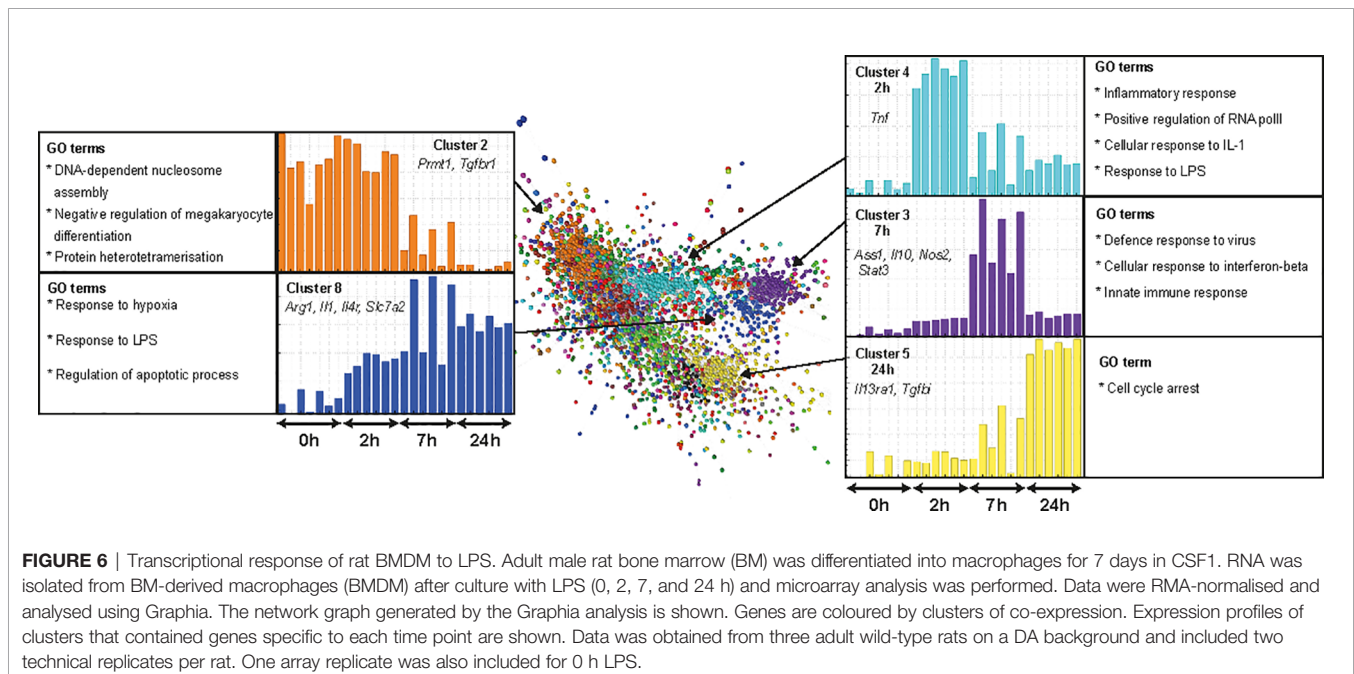 GO terms
* DNA-dependent nucleosome
assembly
* Negative regulation of megakaryocyte
differentiation
* Protein heterotetramerisation
Cluster 2
Prmt1, Tgfbr1
GO terms
* Response to hypoxia
* Response to LPS
* Regulation of apoptotic process
Cluster 8
Arg1, Il1, Il4r, Slc7a2
0h 2h 7h 24h
Cluster 4
2h
Tnf
GO terms
* Inflammatory response
* Positive regulation of RNA polII
* Cellular response to IL-1
* Response to LPS
Cluster 3
7h
Ass1, Il10, Nos2,
Stat3
GO terms
* Defence response to virus
* Cellular response to interferon-beta
* Innate immune response
Cluster 5
24h
Il13ra1, Tgfbi
GO term
* Cell cycle arrest
0h 2h 7h 24h
FIGURE 6 | Transcriptional response of rat BMDM to LPS. Adult male rat bone marrow (BM) was differentiated into macrophages for 7 days in CSF1. RNA was
isolated from BM-derived macrophages (BMDM) after culture with LPS (0, 2, 7, and 24 h) and microarray analysis was performed. Data were RMA-normalised and
analysed using Graphia. The network graph generated by the Graphia analysis is shown. Genes are coloured by clusters of co-expression. Expression profiles of
clusters that contained genes specific to each time point are shown. Data was obtained from three adult wild-type rats on a DA background and included two
technical replicates per rat. One array replicate was also included for 0 h LPS.